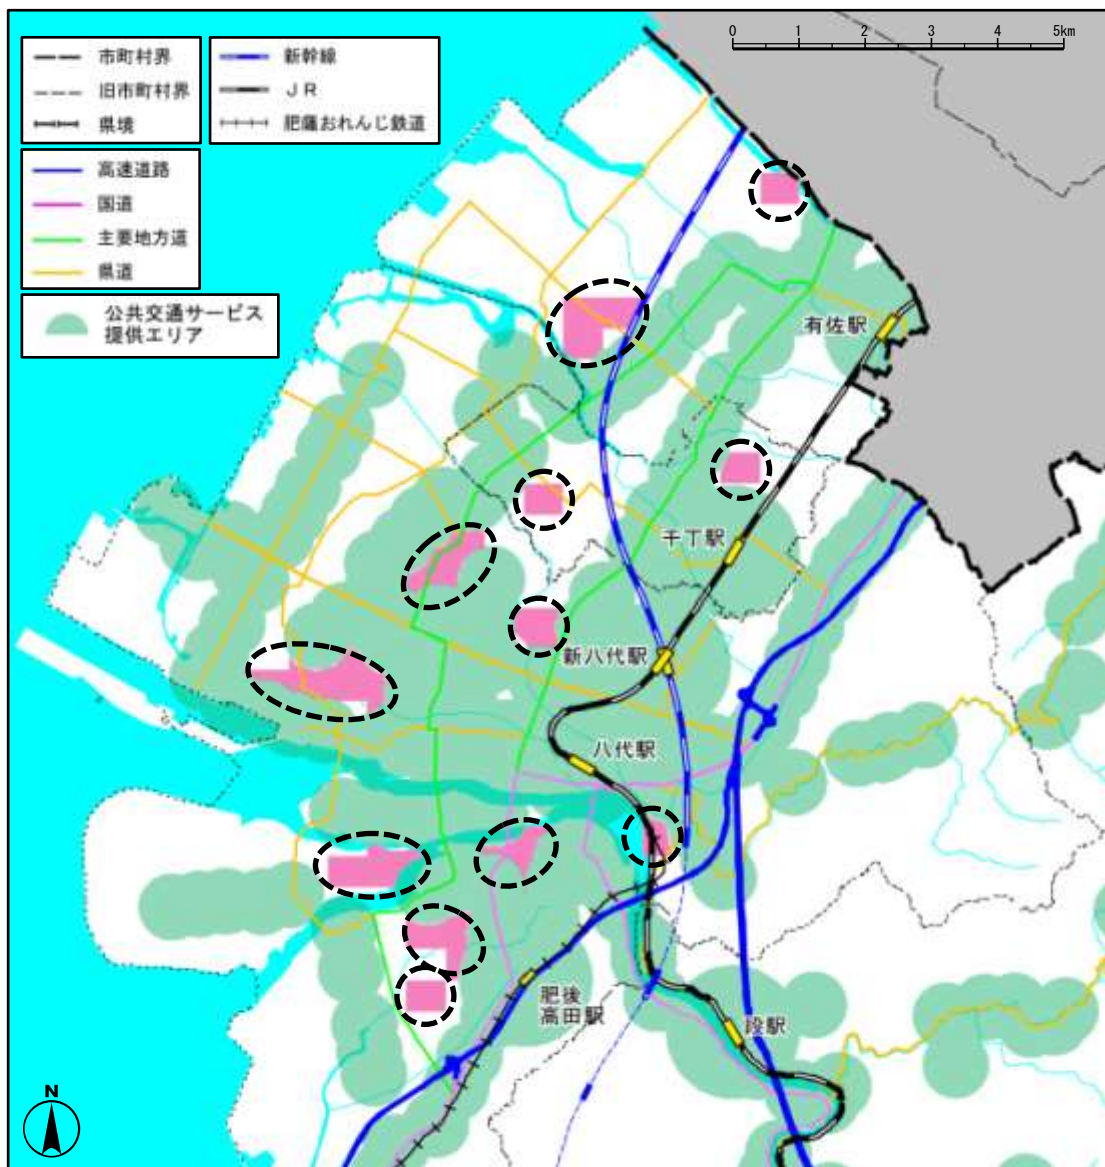 市町村界
旧市町村界
県境
新幹線
ＪＲ
肥薩おれんじ鉄道
高速道路
国道
主要地方道
県道
公共交通サービス
提供エリア
0 1 2 3 4 5km
有佐駅
千丁駅
新八代駅
八代駅
肥後
高田駅
段駅
N